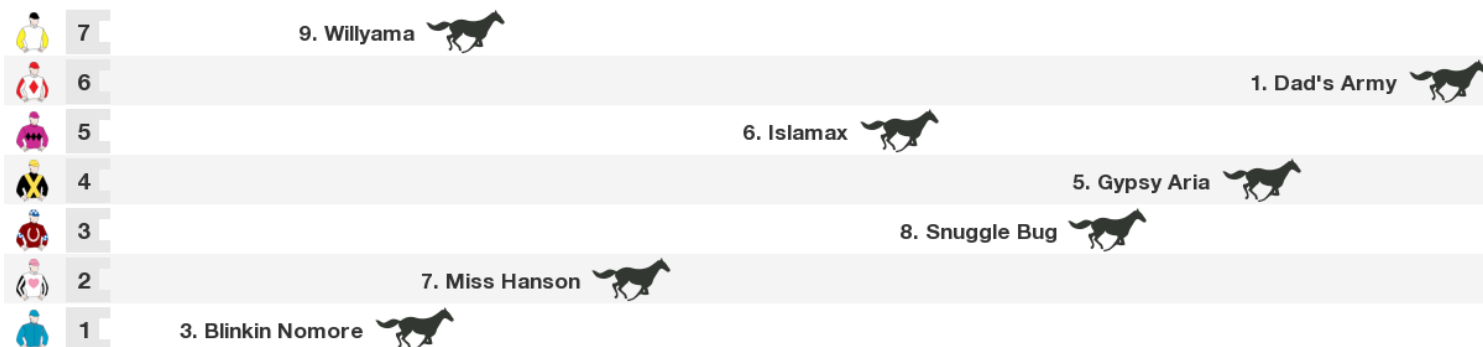 7 9. Willyama
6 1. Dad's Army
5 6. Islamax
4 5. Gypsy Aria
3 8. Snuggle Bug
2 7. Miss Hanson
1 3. Blinkin Nomore